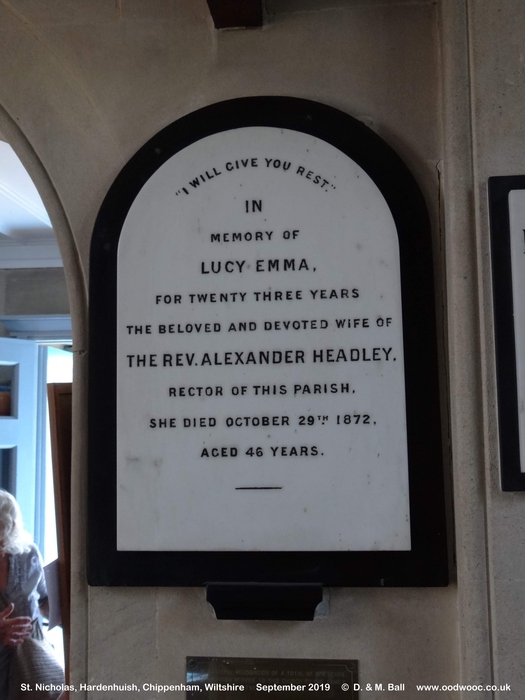 "I WILL GIVE YOU REST."
IN
MEMORY OF
LUCY EMMA,
FOR TWENTY THREE YEARS
THE BELOVED AND DEVOTED WIFE OF
THE REV. ALEXANDER HEADLEY,
RECTOR OF THIS PARISH,
SHE DIED OCTOBER 29TH 1872,
AGED 46 YEARS.
St. Nicholas, Hardenhuish, Chippenham, Wiltshire September 2019 © D. & M. Ball www.oodwooc.co.uk